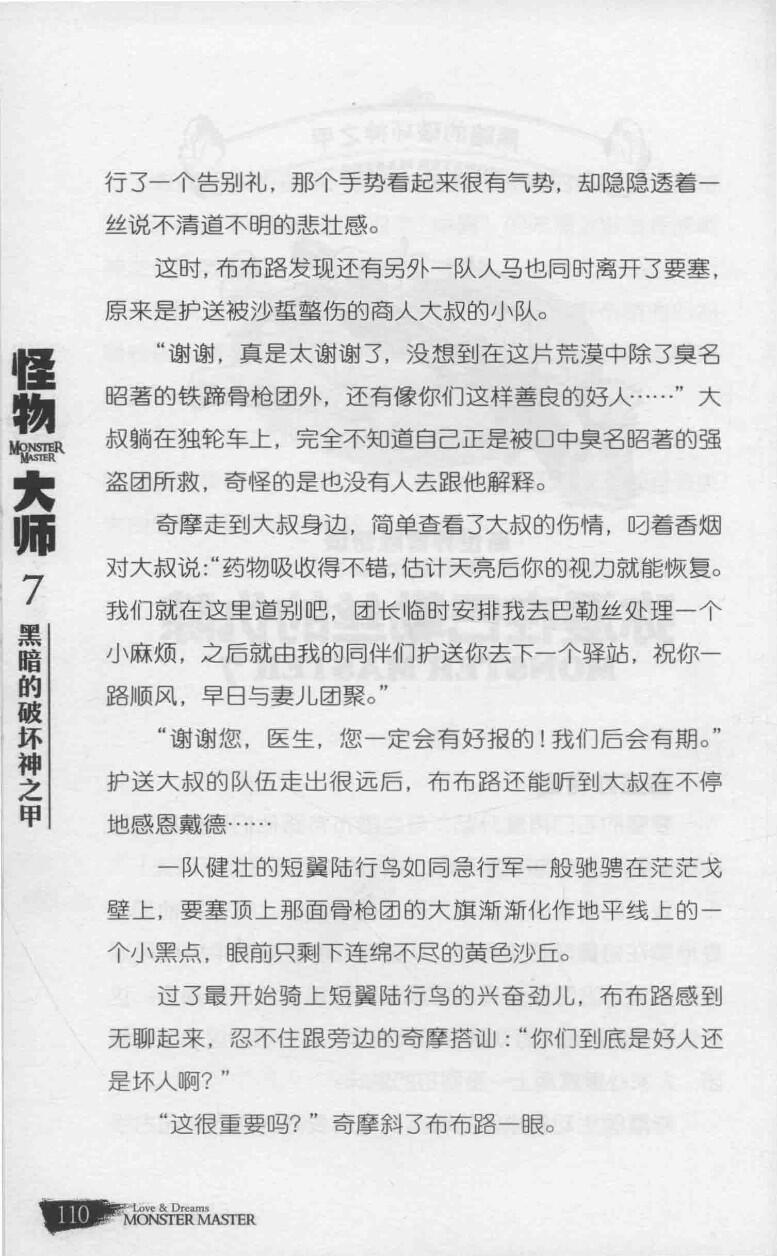 行了一个告别礼，那个手势看起来很有气势，却隐隐透着一
丝说不清道不明的悲壮感。
这时，布布路发现还有另外一队人马也同时离开了要塞，
原来是护送被沙蜇螫伤的商人大叔的小队。
“谢谢，真是太谢谢了，没想到在这片荒漠中除了臭名
昭著的铁蹄骨枪团外，还有像你们这样善良的好人……”大
叔躺在独轮车上，完全不知道自己正是被口中臭名昭著的强
盗团所救，奇怪的是也没有人去跟他解释。
奇摩走到大叔身边，简单查看了大叔的伤情，叼着香烟
对大叔说：“药物吸收得不错，估计天亮后你的视力就能恢复。
我们就在这里道别吧，团长临时安排我去巴勒丝处理一个
小麻烦，之后就由我的同伴们护送你去下一个驿站，祝你一
路顺风，早日与妻儿团聚。”
“谢谢您，医生，您一定会有好报的！我们后会有期。”
护送大叔的队伍走出很远后，布布路还能听到大叔在不停
地感恩戴德……
一队健壮的短翼陆行鸟如同急行军一般驰骋在茫茫戈
壁上，要塞顶上那面骨枪团的大旗渐渐化作地平线上的一
个小黑点，眼前只剩下连绵不尽的黄色沙丘。
过了最开始骑上短翼陆行鸟的兴奋劲儿，布布路感到
无聊起来，忍不住跟旁边的奇摩搭讪：“你们到底是好人还
是坏人啊？”
“这很重要吗？”奇摩斜了布布路一眼。
怪物
MONSTER
MASTER
大师
7
黑暗的破坏神之甲
110
Love & Dreams
MONSTER MASTER